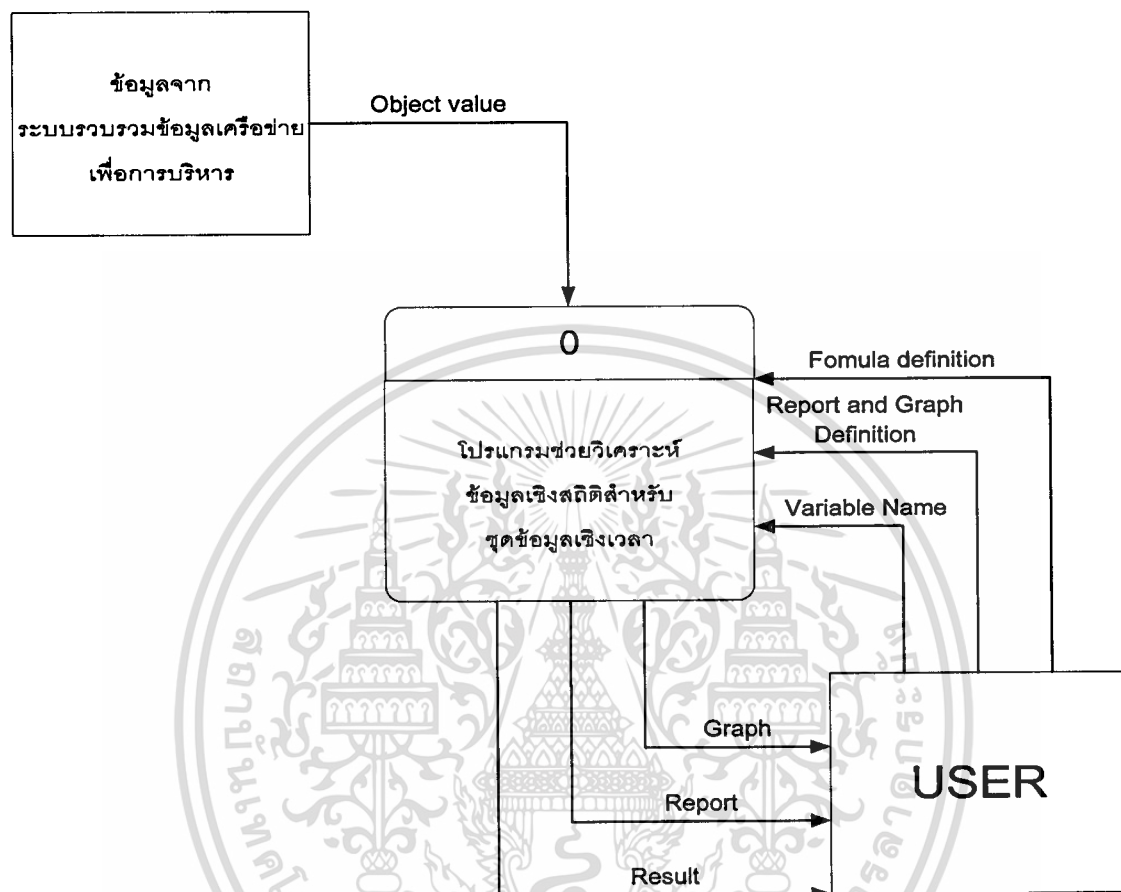 ข้อมูลจาก
ระบบรวบรวมข้อมูลเครือข่าย
เพื่อการบริหาร
Object value
0
โปรแกรมช่วยวิเคราะห์
ข้อมูลเชิงสถิติสำหรับ
ชุดข้อมูลเชิงเวลา
Fomula definition
Report and Graph
Definition
Variable Name
Graph
Report
Result
USER